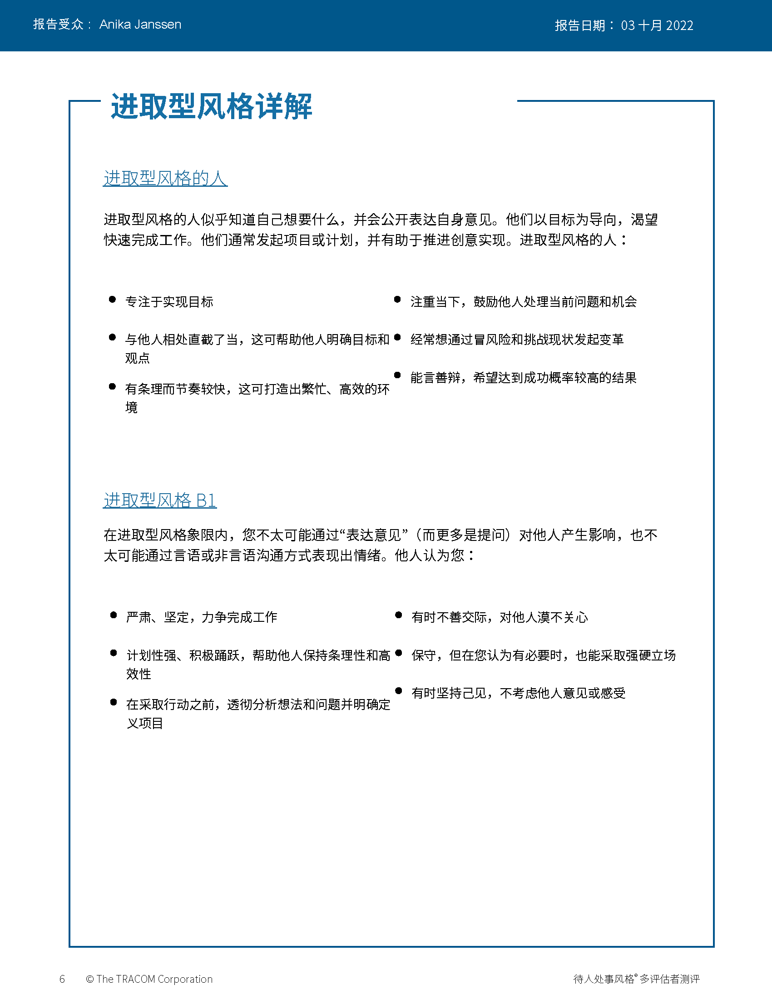 报告受众： Anika Janssen
报告日期： 03 十月 2022
进取型风格详解
进取型风格的人
进取型风格的人似乎知道自己想要什么，并会公开表达自身意见。他们以目标为导向，渴望
快速完成工作。他们通常发起项目或计划，并有助于推进创意实现。进取型风格的人：
● 专注于实现目标
● 与他人相处直截了当，这可帮助他人明确目标和
观点
● 有条理而节奏较快，这可打造出繁忙、高效的环
境
● 注重当下，鼓励他人处理当前问题和机会
● 经常想通过冒风险和挑战现状发起变革
● 能言善辩，希望达到成功概率较高的结果
进取型风格 B1
在进取型风格象限内，您不太可能通过“表达意见”（而更多是提问）对他人产生影响，也不
太可能通过言语或非言语沟通方式表现出情绪。他人认为您：
● 严肃、坚定，力争完成工作
● 计划性强、积极踊跃，帮助他人保持条理性和高
效性
● 在采取行动之前，透彻分析想法和问题并明确定
义项目
● 有时不善交际，对他人漠不关心
● 保守，但在您认为有必要时，也能采取强硬立场
● 有时坚持己见，不考虑他人意见或感受
6 © The TRACOM Corporation
待人处事风格® 多评估者测评